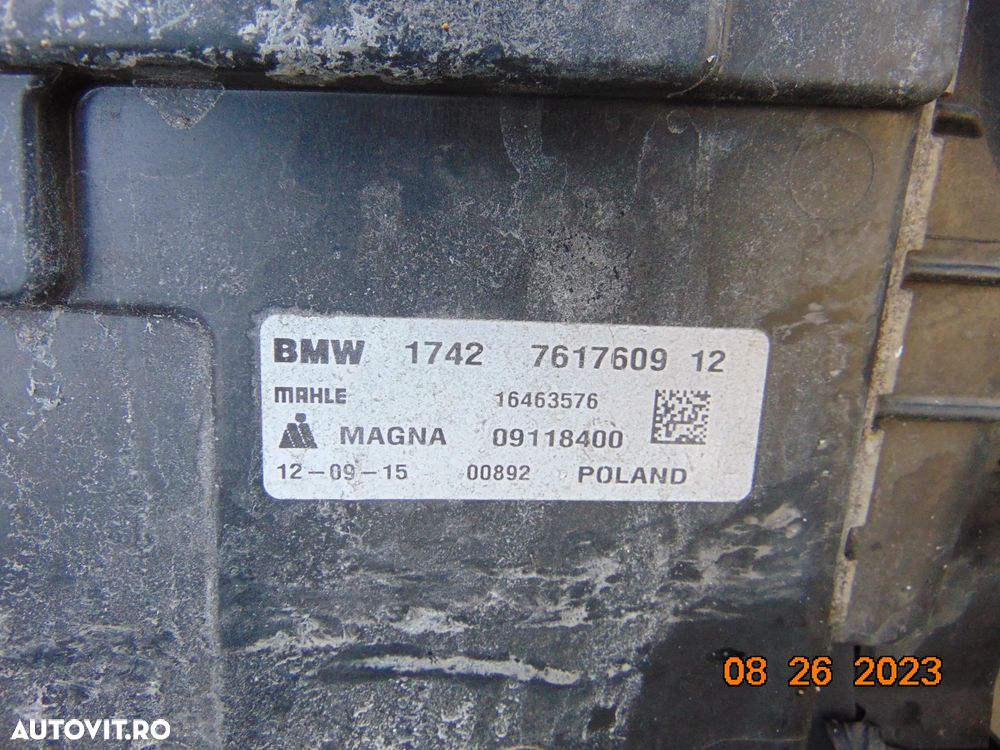 BMW 1742 7617609 12
MAHLE 16463576
MAGNA 09118400
12-09-15 00892 POLAND
08 26 2023
AUTOVIT.RO